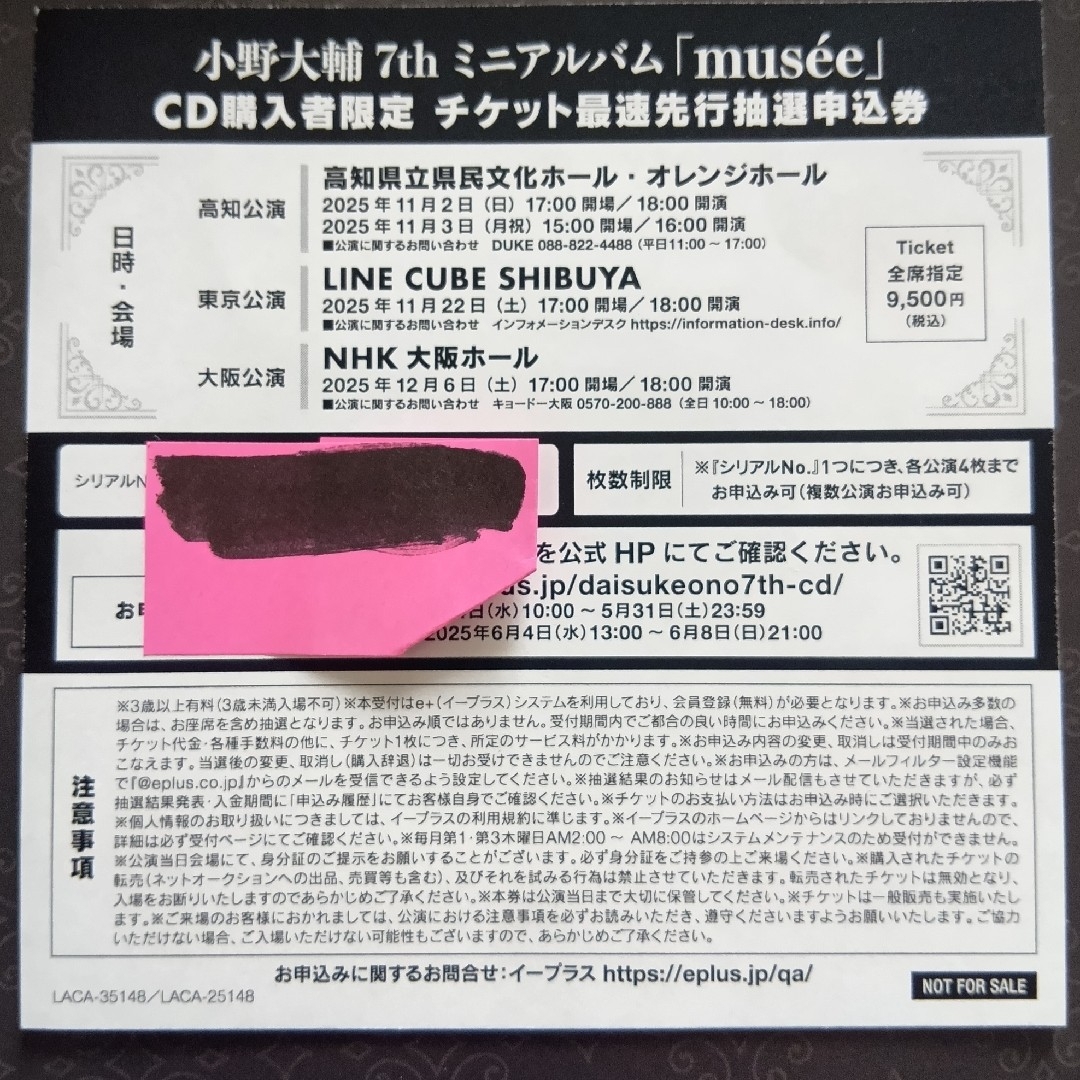 小野大輔 7th ミニアルバム「musée」
CD購入者限定 チケット最速先行抽選申込券
日時・会場
高知公演
高知県立県民文化ホール・オレンジホール
2025年11月2日（日）17:00開場／18:00開演
2025年11月3日（月祝）15:00開場／16:00開演
■公演に関するお問い合わせ DUKE 088-822-4488（平日11:00～17:00）
東京公演
LINE CUBE SHIBUYA
2025年11月22日（土）17:00開場／18:00開演
■公演に関するお問い合わせ インフォメーションデスク https://information-desk.info/
大阪公演
NHK大阪ホール
2025年12月6日（土）17:00開場／18:00開演
■公演に関するお問い合わせ キョードー大阪 0570-200-888（全日10:00～18:00）
Ticket
全席指定
9,500円
（税込）
シリアルN
枚数制限
※『シリアルNo.』1つにつき、各公演4枚まで
お申込み可（複数公演お申込み可）
を公式HPにてご確認ください。
us.jp/daisukeono7th-cd/
お申
日（水）10:00～5月31日（土）23:59
2025年6月4日（水）13:00～6月8日（日）21:00
注意事項
※3歳以上有料（3歳未満入場不可）※本受付はe+（イープラス）システムを利用しており、会員登録（無料）が必要となります。※お申込み多数の
場合は、お座席を含め抽選となります。お申込み順ではありません。受付期間内でご都合の良い時間にお申込みください。※当選された場合、
チケット代金・各種手数料の他に、チケット1枚につき、所定のサービス料がかかります。※お申込み内容の変更、取消しは受付期間中のみお
こなえます。当選後の変更、取消し（購入辞退）は一切お受けできませんのでご注意ください。※お申込みの方は、メールフィルター設定機能
で「@eplus.co.jp」からのメールを受信できるよう設定してください。※抽選結果のお知らせはメール配信もさせていただきますが、必ず
抽選結果発表・入金期間に「申込み履歴」にてお客様自身でご確認ください。※チケットのお支払い方法はお申込み時にご選択いただきます。
※個人情報のお取り扱いにつきましては、イープラスの利用規約に準じます。※イープラスのホームページからはリンクしておりませんので、
詳細は必ず受付ページにてご確認ください。※毎月第1・第3木曜日AM2:00～AM8:00はシステムメンテナンスのため受付ができません。
※公演当日会場にて、身分証のご提示をお願いすることがございます。必ず身分証をご持参の上ご来場ください。※購入されたチケットの
転売（ネットオークションへの出品、売買等も含む）、及びそれを試みる行為は禁止させていただきます。転売されたチケットは無効となり、
入場をお断りいたしますのであらかじめご了承ください。※本券は公演当日まで大切に保管してください。※チケットは一般販売も実施いたし
ます。※ご来場のお客様におかれましては、公演における注意事項を必ずお読みいただき、遵守くださいますようお願いいたします。ご協力
いただけない場合、ご入場いただけない可能性もございますので、あらかじめご了承ください。
お申込みに関するお問合せ：イープラス https://eplus.jp/qa/
LACA-35148／LACA-25148
NOT FOR SALE